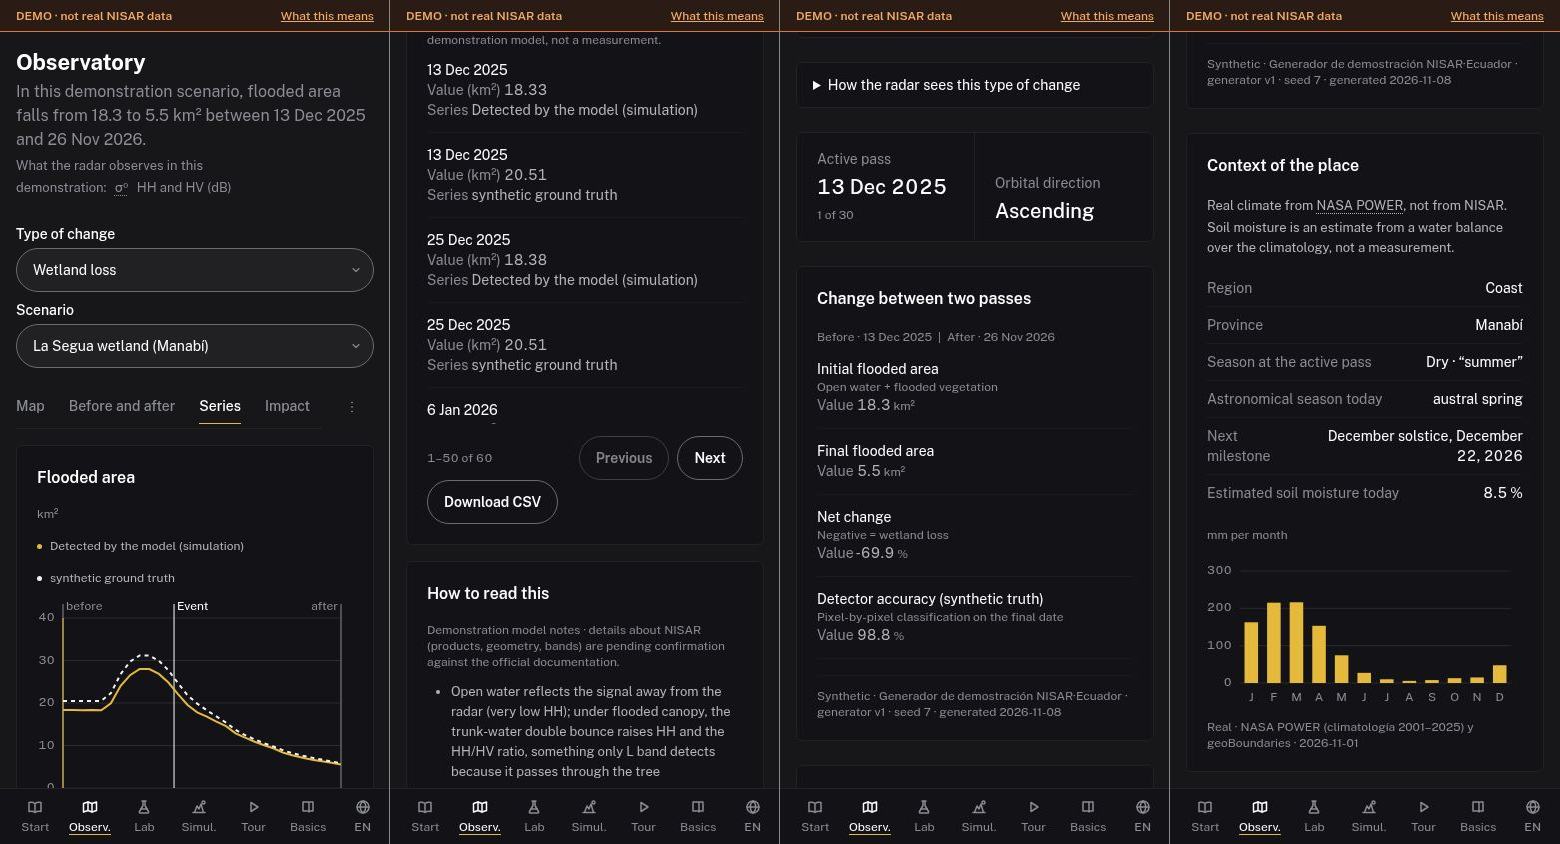 DEMO · not real NISAR data
What this means
Observatory
In this demonstration scenario, flooded area
falls from 18.3 to 5.5 km² between 13 Dec 2025
and 26 Nov 2026.
What the radar observes in this
demonstration: σ⁰ HH and HV (dB)
Type of change
Wetland loss
Scenario
La Segua wetland (Manabí)
Map
Before and after
Series
Impact
Flooded area
km²
Detected by the model (simulation)
synthetic ground truth
before
Event
after
40
30
20
10
0
Start
Observ.
Lab
Simul.
Tour
Basics
EN
DEMO · not real NISAR data
What this means
demonstration model, not a measurement.
13 Dec 2025
Value (km²) 18.33
Series Detected by the model (simulation)
13 Dec 2025
Value (km²) 20.51
Series synthetic ground truth
25 Dec 2025
Value (km²) 18.38
Series Detected by the model (simulation)
25 Dec 2025
Value (km²) 20.51
Series synthetic ground truth
6 Jan 2026
1–50 of 60
Previous
Next
Download CSV
How to read this
Demonstration model notes · details about NISAR
(products, geometry, bands) are pending confirmation
against the official documentation.
• Open water reflects the signal away from the
radar (very low HH); under flooded canopy, the
trunk-water double bounce raises HH and the
HH/HV ratio, something only L band detects
because it passes through the tree
Start
Observ.
Lab
Simul.
Tour
Basics
EN
DEMO · not real NISAR data
What this means
How the radar sees this type of change
Active pass
13 Dec 2025
1 of 30
Orbital direction
Ascending
Change between two passes
Before · 13 Dec 2025 | After · 26 Nov 2026
Initial flooded area
Open water + flooded vegetation
Value 18.3 km²
Final flooded area
Value 5.5 km²
Net change
Negative = wetland loss
Value -69.9 %
Detector accuracy (synthetic truth)
Pixel-by-pixel classification on the final date
Value 98.8 %
Synthetic · Generador de demostración NISAR·Ecuador ·
generator v1 · seed 7 · generated 2026-11-08
Start
Observ.
Lab
Simul.
Tour
Basics
EN
DEMO · not real NISAR data
What this means
Synthetic · Generador de demostración NISAR·Ecuador ·
generator v1 · seed 7 · generated 2026-11-08
Context of the place
Real climate from NASA POWER, not from NISAR.
Soil moisture is an estimate from a water balance
over the climatology, not a measurement.
Region
Coast
Province
Manabí
Season at the active pass
Dry · “summer”
Astronomical season today
austral spring
Next milestone
December solstice, December 22, 2026
Estimated soil moisture today
8.5 %
mm per month
300
200
100
0
J F M A M J J A S O N D
Real · NASA POWER (climatología 2001–2025) y
geoBoundaries · 2026-11-01
Start
Observ.
Lab
Simul.
Tour
Basics
EN